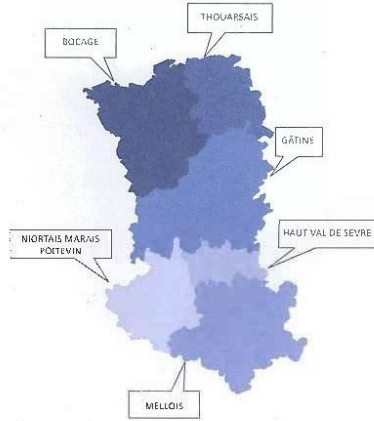 THOUARSAIS
BOCAGE
GÂTINE
HAUT VAL DE SEVRE
NIORTAIS MARAIS
POITEVIN
MELLOIS